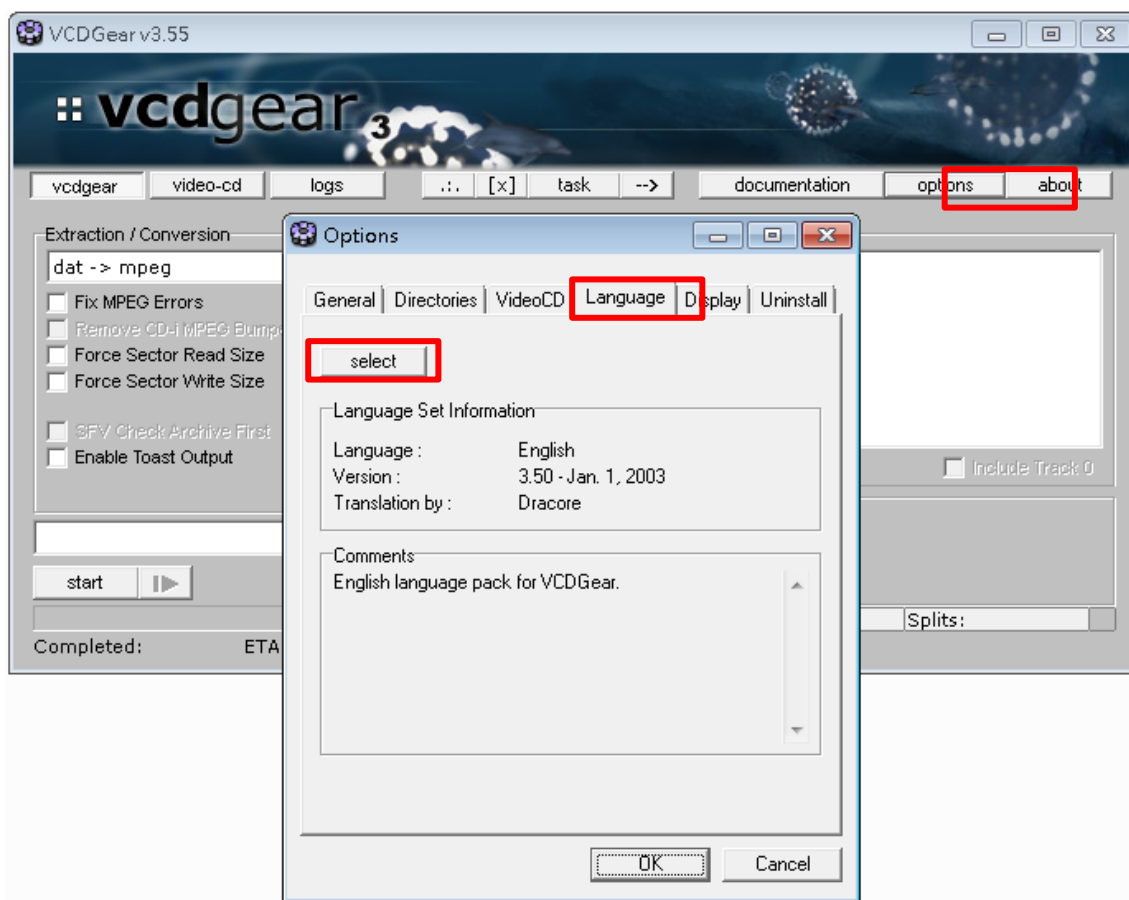 VCDGear v3.55
:: vcdgear 3
vcdgear video-cd logs .:. [x] task --> documentation options about
Extraction / Conversion
dat -> mpeg
Fix MPEG Errors
Remove CD-i MPEG Bump
Force Sector Read Size
Force Sector Write Size
SFV Check Archive First
Enable Toast Output
Include Track 0
start
Splits:
Completed: ETA
Options
General Directories VideoCD Language Display Uninstall
select
Language Set Information
Language : English
Version : 3.50 - Jan. 1, 2003
Translation by : Dracore
Comments
English language pack for VCDGear.
OK Cancel